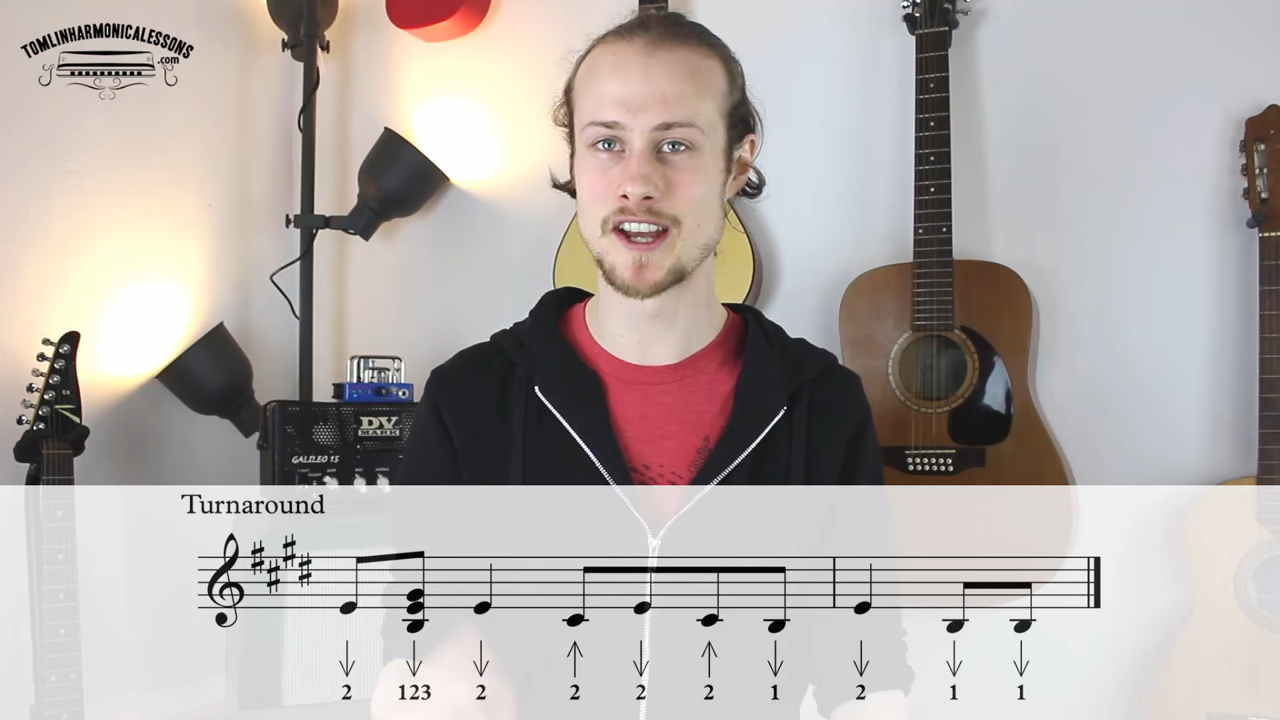 TOMLINHARMONICALESSONS
.com
DV
MARK
GALILEO 15
Turnaround
2 123 2 2 2 2 1 2 1 1